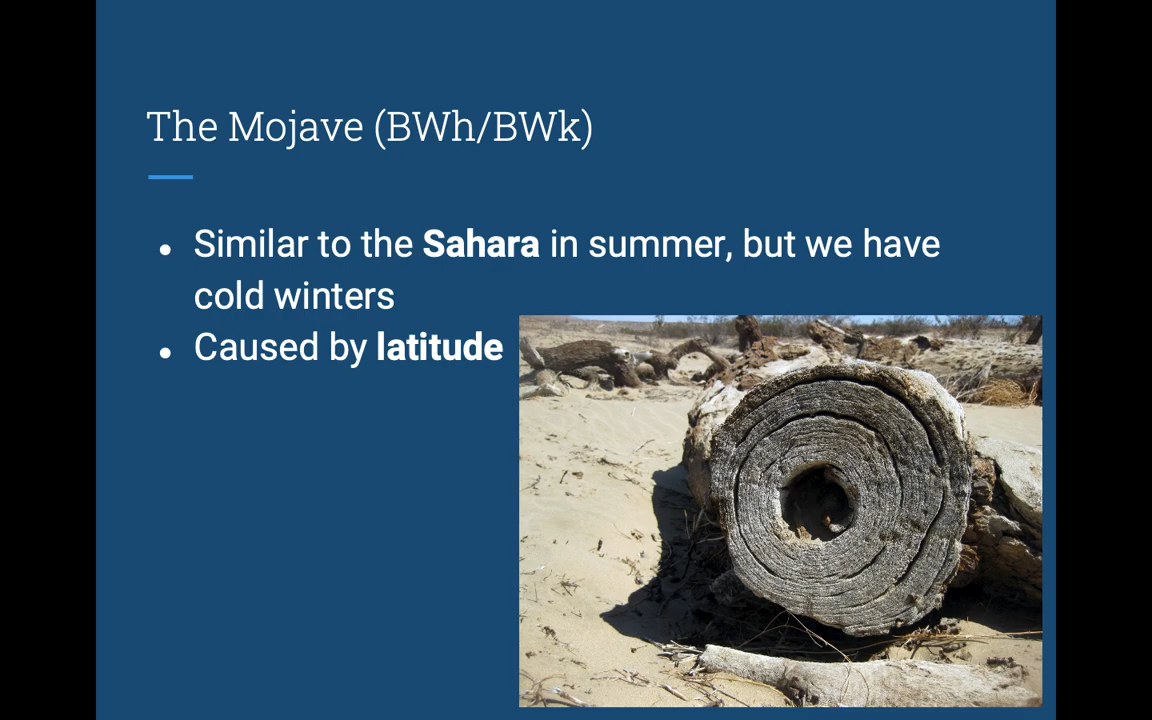 The Mojave (BWh/BWk)
● Similar to the Sahara in summer, but we have
cold winters
● Caused by latitude